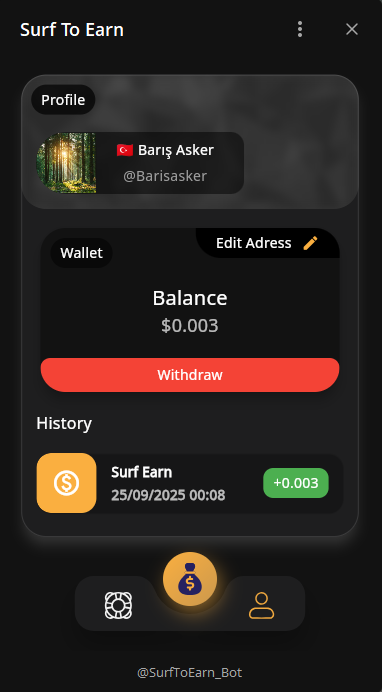 Surf To Earn
Profile
🇹🇷 Barış Asker
@Barisasker
Wallet
Edit Adress
Balance
$0.003
Withdraw
History
Surf Earn
25/09/2025 00:08
+0.003
@SurfToEarn_Bot